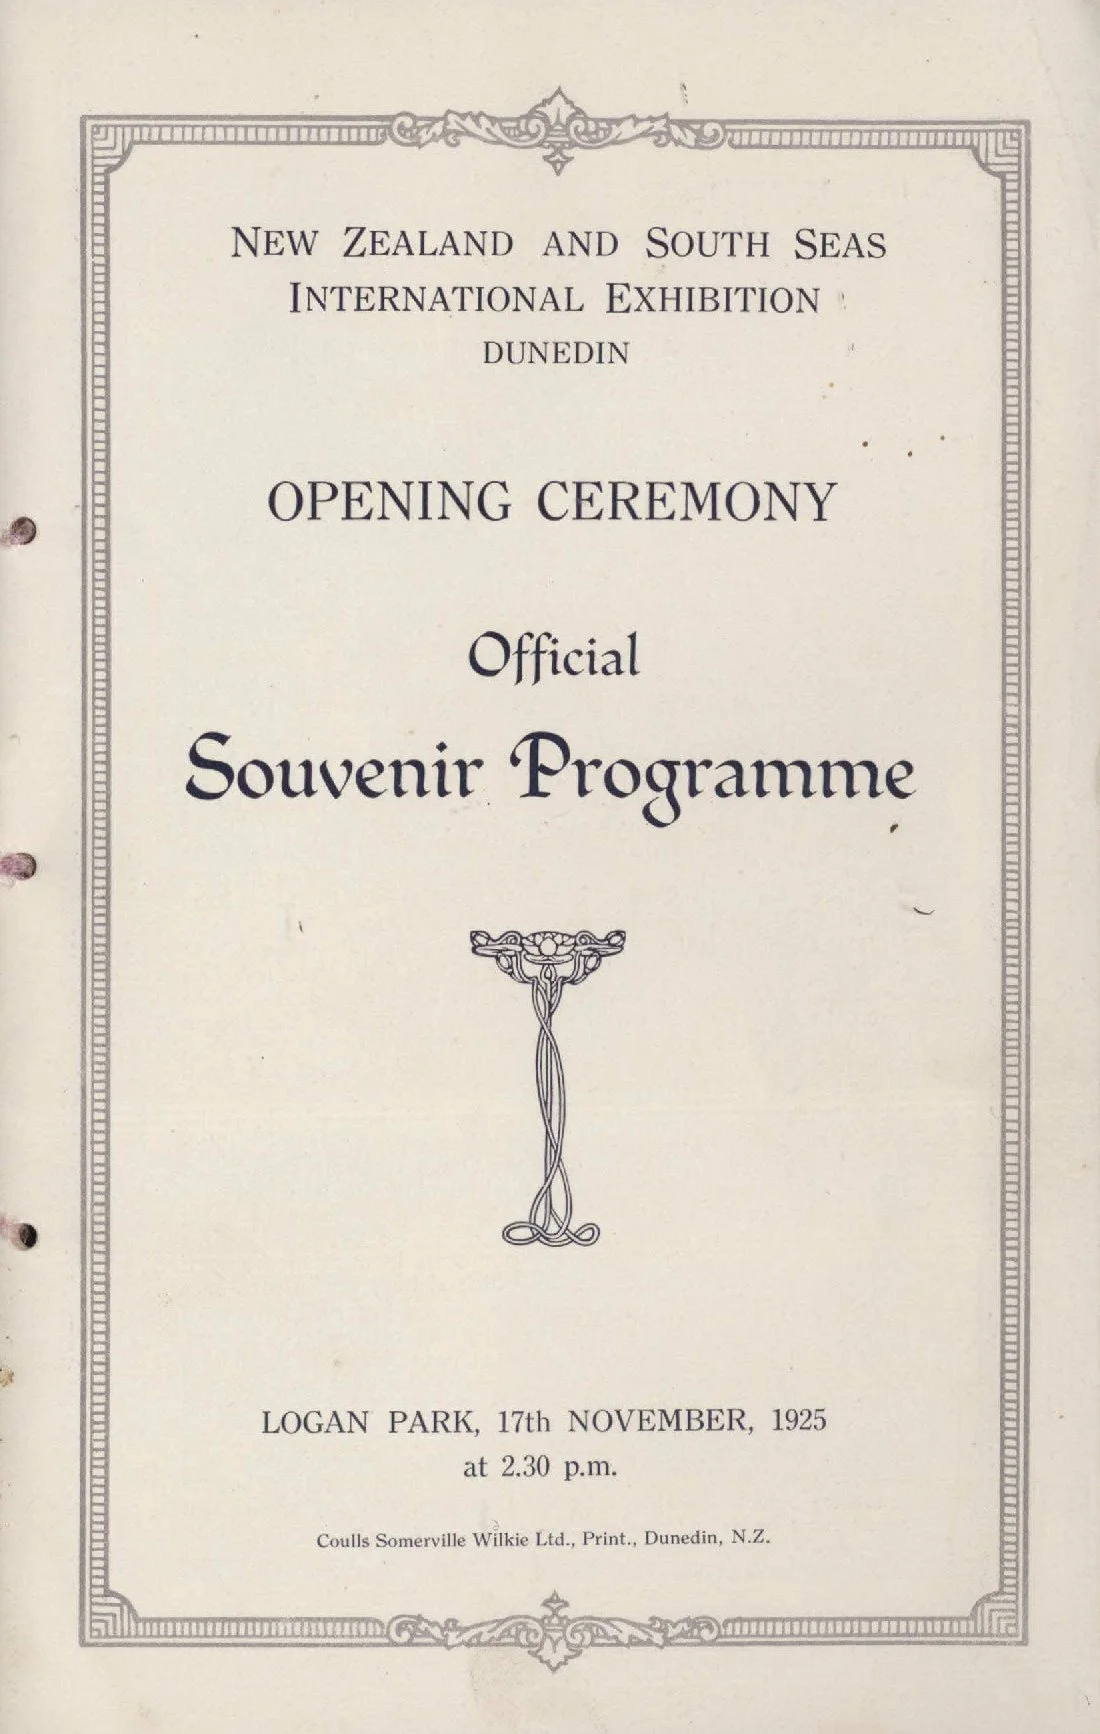 New Zealand and South Seas
International Exhibition
DUNEDIN
OPENING CEREMONY
Official
Souvenir Programme
LOGAN PARK, 17th NOVEMBER, 1925
at 2.30 p.m.
Coulls Somerville Wilkie Ltd., Print., Dunedin, N.Z.